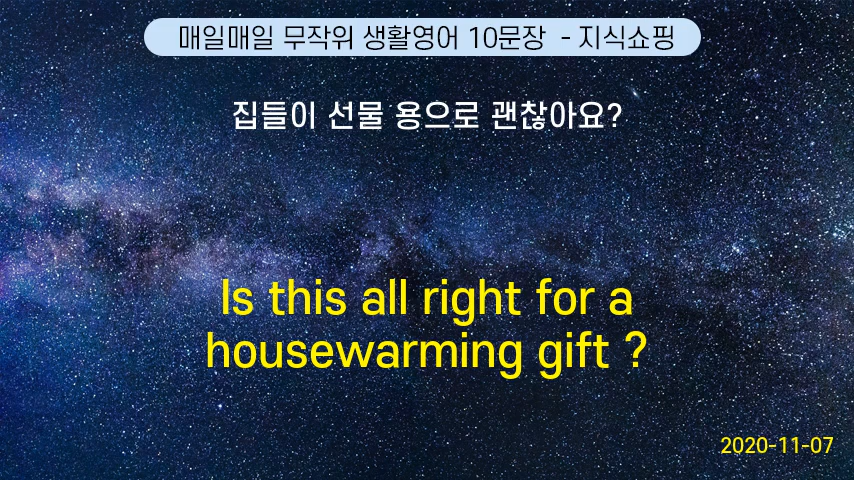 매일매일 무작위 생활영어 10문장 - 지식쇼핑
집들이 선물 용으로 괜찮아요?
Is this all right for a
housewarming gift ?
2020-11-07